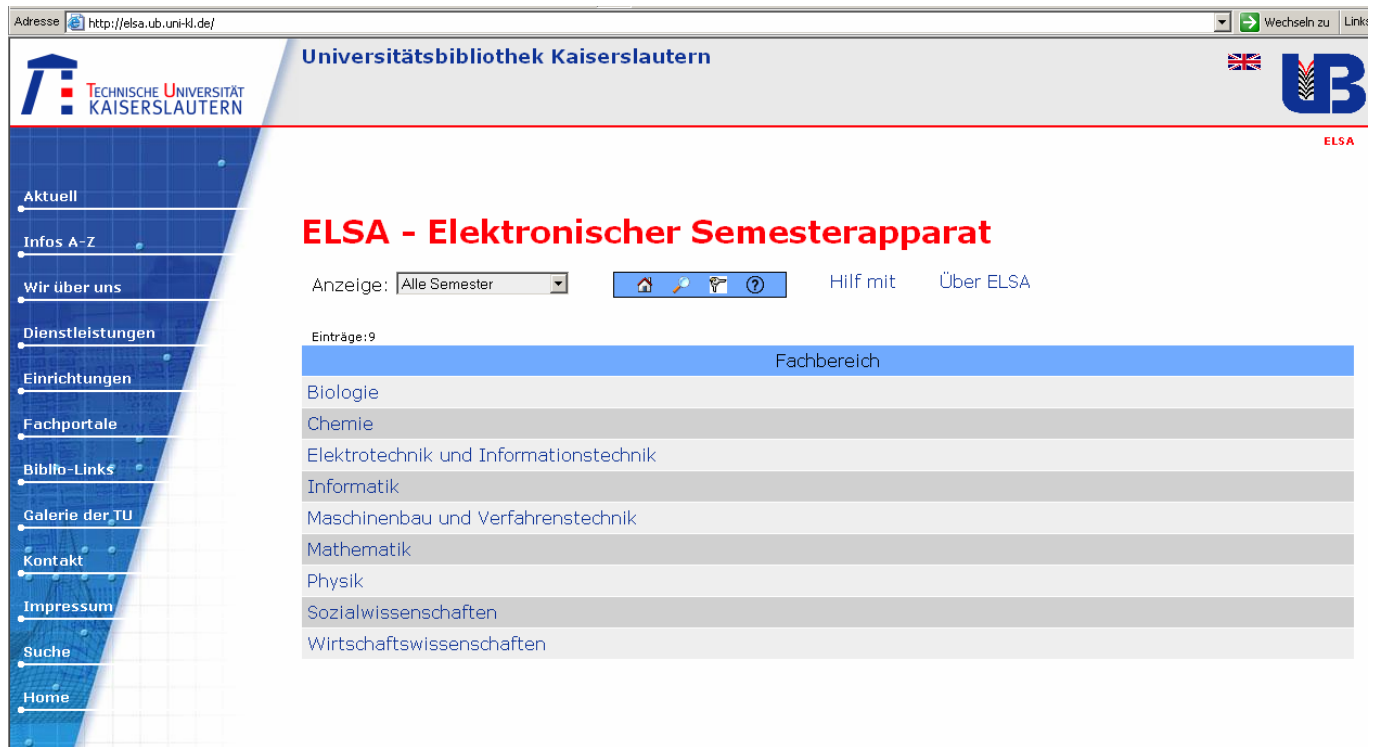 Adresse http://elsa.ub.uni-kl.de/ Wechseln zu Links
Universitätsbibliothek Kaiserslautern
TECHNISCHE UNIVERSITÄT
KAISERSLAUTERN
UB
ELSA
Aktuell
Infos A-Z
Wir über uns
Dienstleistungen
Einrichtungen
Fachportale
Biblio-Links
Galerie der TU
Kontakt
Impressum
Suche
Home
ELSA - Elektronischer Semesterapparat
Anzeige: Alle Semester Hilf mit Über ELSA
Einträge:9
Fachbereich
Biologie
Chemie
Elektrotechnik und Informationstechnik
Informatik
Maschinenbau und Verfahrenstechnik
Mathematik
Physik
Sozialwissenschaften
Wirtschaftswissenschaften